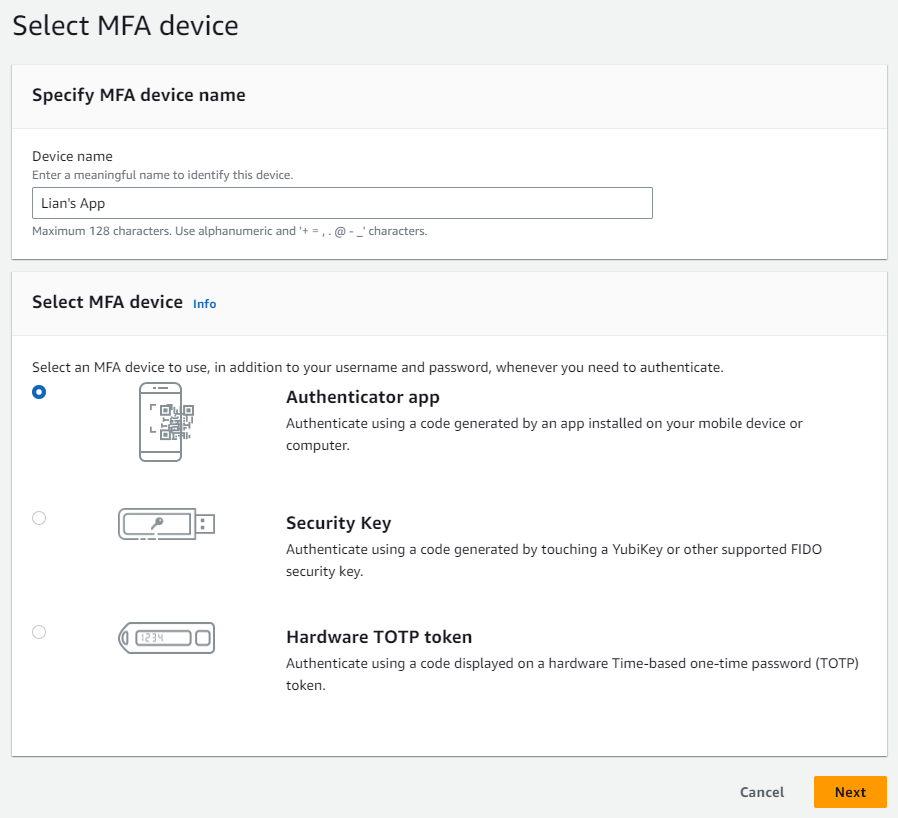 Select MFA device
Specify MFA device name
Device name
Enter a meaningful name to identify this device.
Lian's App
Maximum 128 characters. Use alphanumeric and '+ = , . @ - _' characters.
Select MFA device Info
Select an MFA device to use, in addition to your username and password, whenever you need to authenticate.
Authenticator app
Authenticate using a code generated by an app installed on your mobile device or
computer.
Security Key
Authenticate using a code generated by touching a YubiKey or other supported FIDO
security key.
1234
Hardware TOTP token
Authenticate using a code displayed on a hardware Time-based one-time password (TOTP)
token.
Cancel
Next